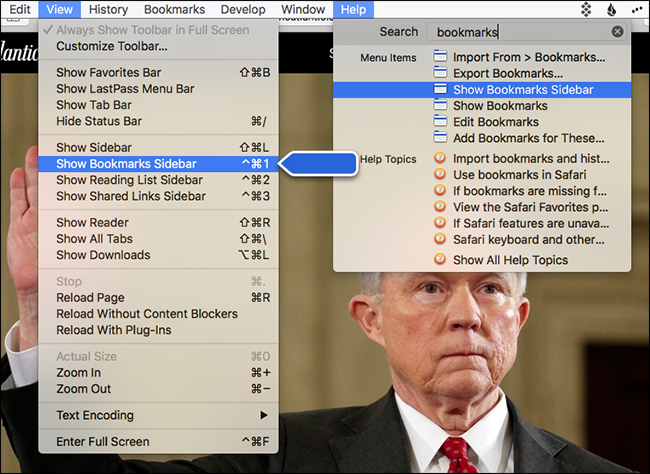 Edit View History Bookmarks Develop Window Help
Always Show Toolbar in Full Screen
Customize Toolbar...
Show Favorites Bar ⇧⌘B
Show LastPass Menu Bar
Show Tab Bar
Hide Status Bar ⌘/
Show Sidebar ⇧⌘L
Show Bookmarks Sidebar ^⌘1
Show Reading List Sidebar ^⌘2
Show Shared Links Sidebar ^⌘3
Show Reader ⇧⌘R
Show All Tabs ⇧⌘\
Show Downloads ⌥⌘L
Stop ⌘.
Reload Page ⌘R
Reload Without Content Blockers
Reload With Plug-Ins
Actual Size ⌘0
Zoom In ⌘+
Zoom Out ⌘−
Text Encoding
Enter Full Screen ^⌘F
Search bookmarks
Menu Items Import From > Bookmarks...
Export Bookmarks...
Show Bookmarks Sidebar
Show Bookmarks
Edit Bookmarks
Add Bookmarks for These...
Help Topics Import bookmarks and hist...
Use bookmarks in Safari
If bookmarks are missing f...
View the Safari Favorites p...
If Safari features are unava...
Safari keyboard and other...
Show All Help Topics